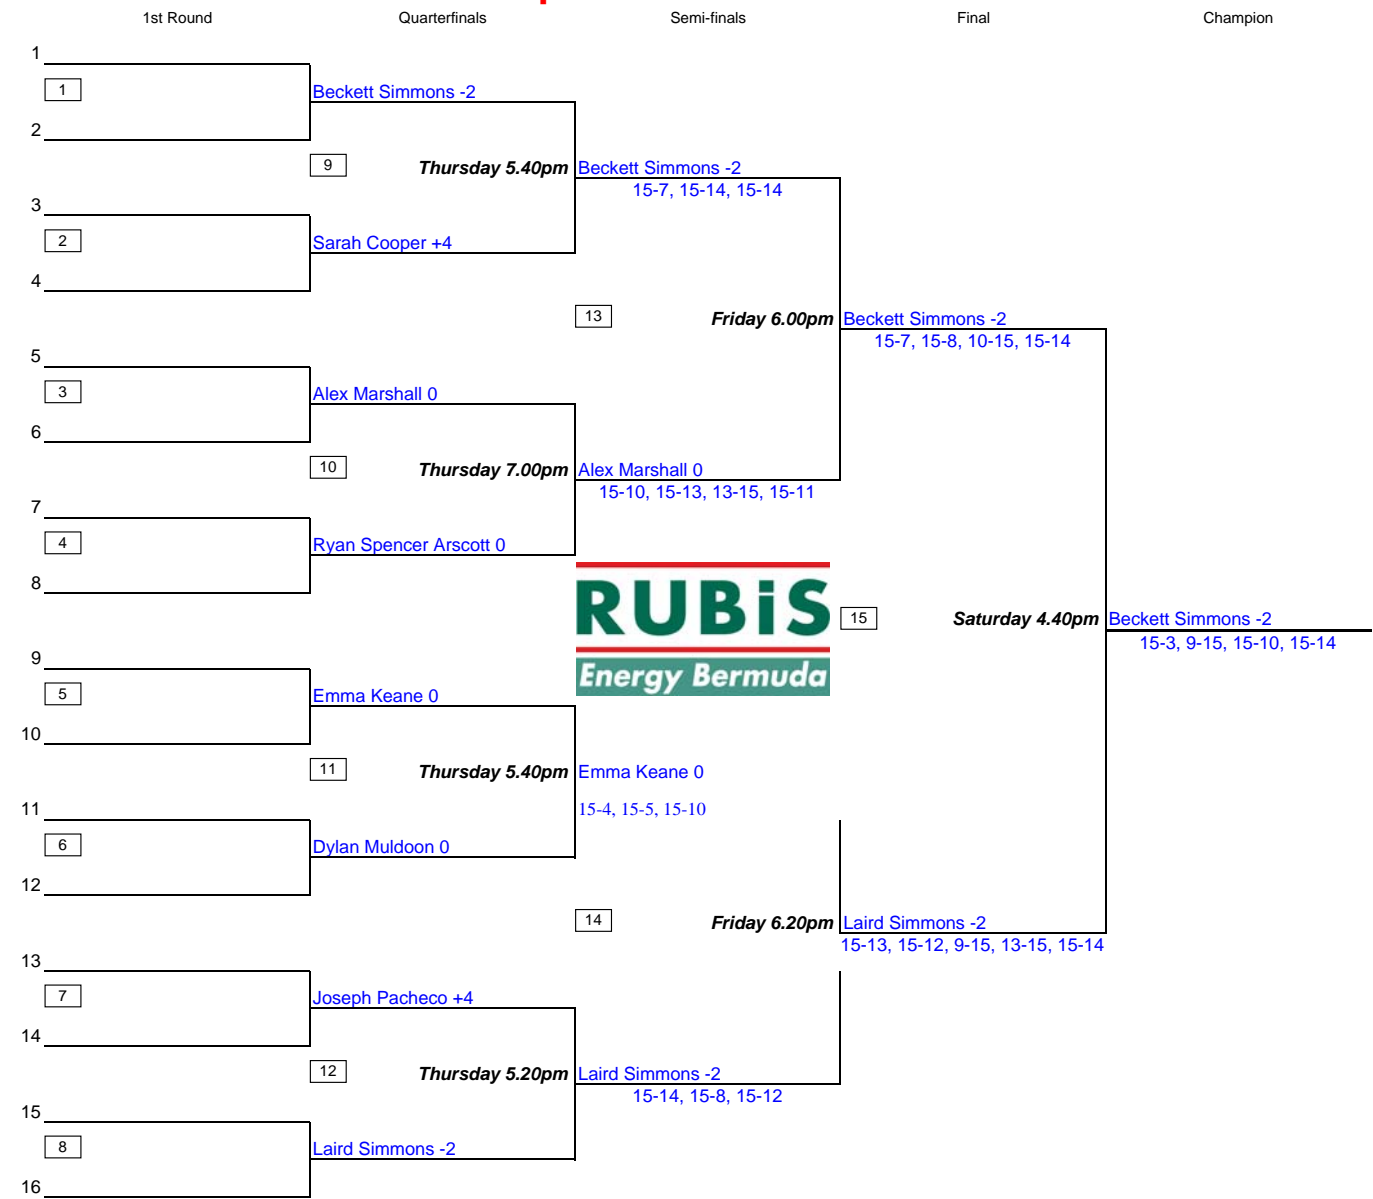 1st Round Quarterfinals Semi-finals Final Champion
1
1 Beckett Simmons -2
2
9 Thursday 5.40pm Beckett Simmons -2
15-7, 15-14, 15-14
3
2 Sarah Cooper +4
4
13 Friday 6.00pm Beckett Simmons -2
15-7, 15-8, 10-15, 15-14
5
3 Alex Marshall 0
6
10 Thursday 7.00pm Alex Marshall 0
15-10, 15-13, 13-15, 15-11
7
4 Ryan Spencer Arscott 0
8
RUBiS
15 Saturday 4.40pm Beckett Simmons -2
15-3, 9-15, 15-10, 15-14
9
Energy Bermuda
5 Emma Keane 0
10
11 Thursday 5.40pm Emma Keane 0
11 15-4, 15-5, 15-10
6 Dylan Muldoon 0
12
14 Friday 6.20pm Laird Simmons -2
15-13, 15-12, 9-15, 13-15, 15-14
13
7 Joseph Pacheco +4
14
12 Thursday 5.20pm Laird Simmons -2
15-14, 15-8, 15-12
15
8 Laird Simmons -2
16